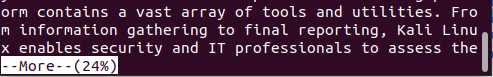 orm contains a vast array of tools and utilities. Fro
m information gathering to final reporting, Kali Linu
x enables security and IT professionals to assess the
--More--(24%)